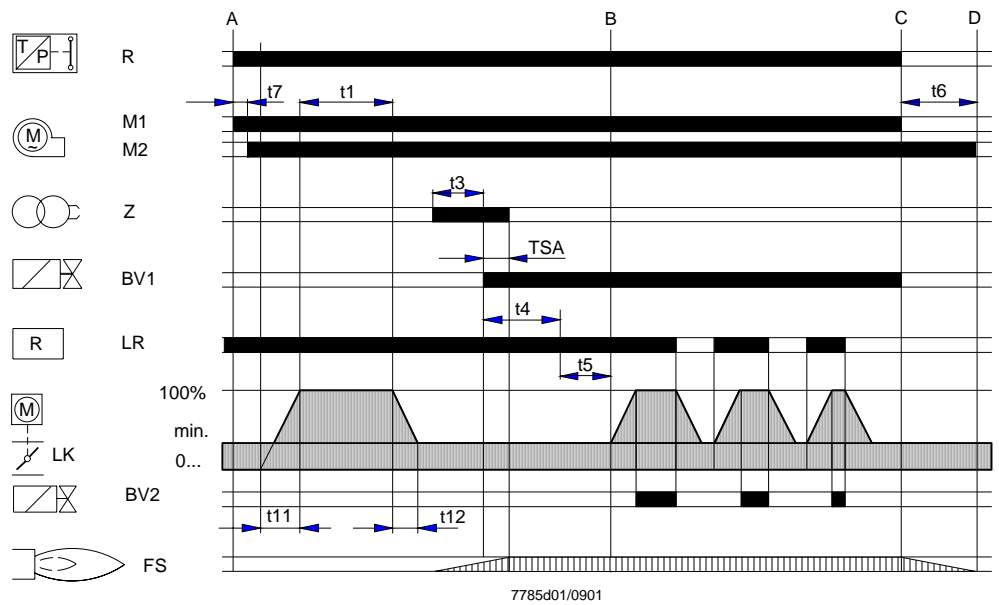 A B C D
T P R
t7 t1 t6
M ~ M1
M2
t3
Z
TSA
BV1
t4
R LR
t5
100%
M
min.
LK
0...
BV2
t11 t12
FS
7785d01/0901